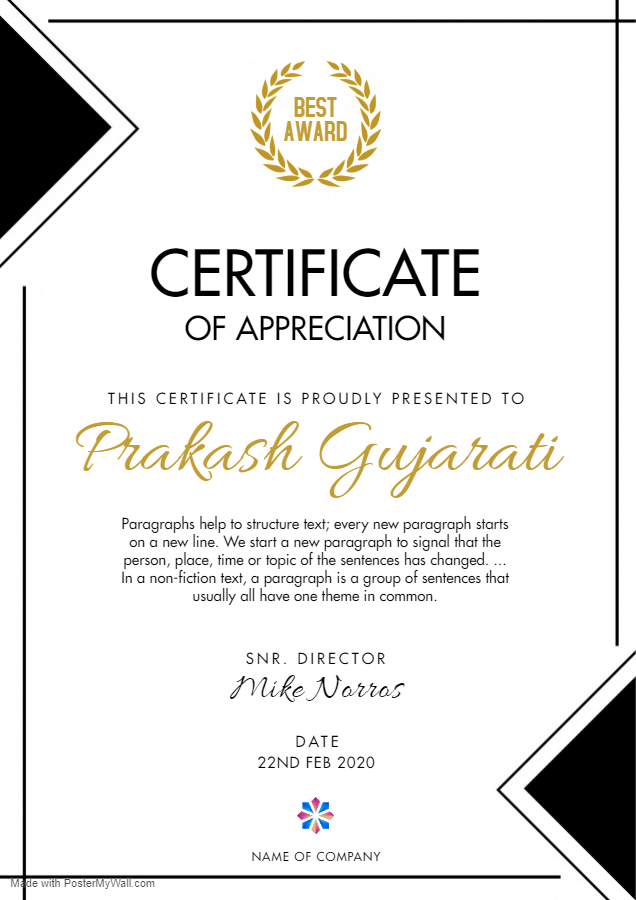 BEST
AWARD
CERTIFICATE
OF APPRECIATION
THIS CERTIFICATE IS PROUDLY PRESENTED TO
Prakash Gujarati
Paragraphs help to structure text; every new paragraph starts
on a new line. We start a new paragraph to signal that the
person, place, time or topic of the sentences has changed. ...
In a non-fiction text, a paragraph is a group of sentences that
usually all have one theme in common.
SNR. DIRECTOR
Mike Norros
DATE
22ND FEB 2020
NAME OF COMPANY
Made with PosterMyWall.com